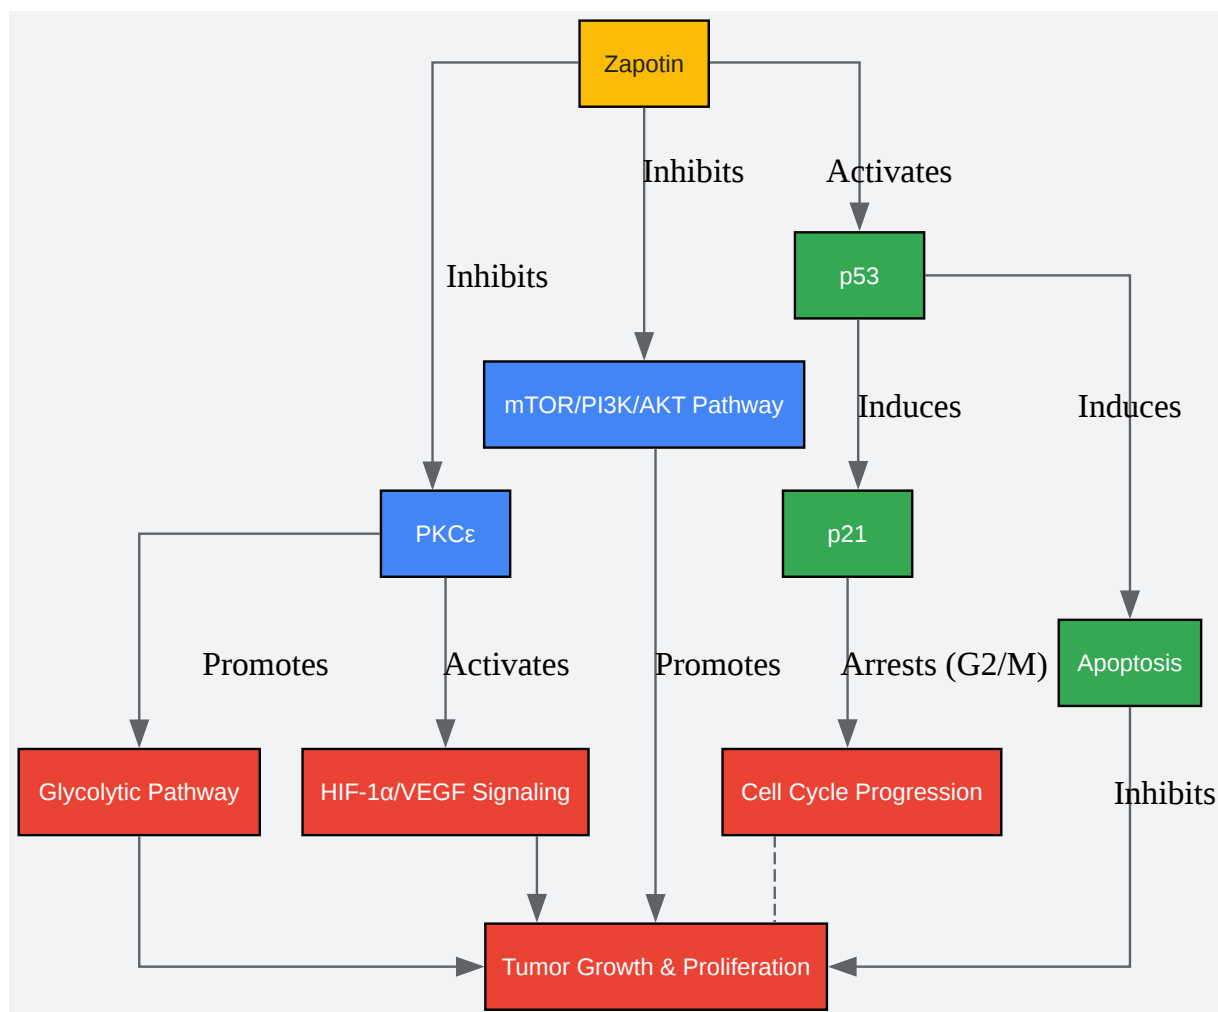 Zapotin
Inhibits
Activates
Inhibits
p53
mTOR/PI3K/AKT Pathway
Induces
Induces
PKCε
p21
Promotes
Activates
Promotes
Arrests (G2/M)
Apoptosis
Glycolytic Pathway
HIF-1α/VEGF Signaling
Cell Cycle Progression
Inhibits
Tumor Growth & Proliferation